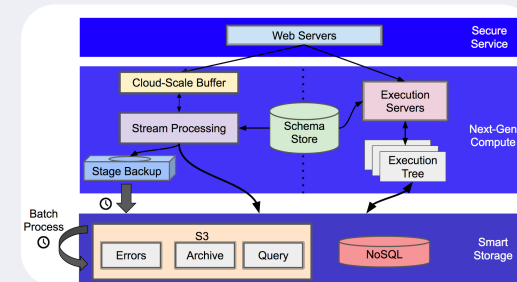 Web Servers
Secure
Service
Cloud-Scale Buffer
Execution
Servers
Stream Processing
Schema
Store
Next-Gen
Compute
Execution
Tree
Stage Backup
Batch
Process
S3
Errors
Archive
Query
NoSQL
Smart
Storage